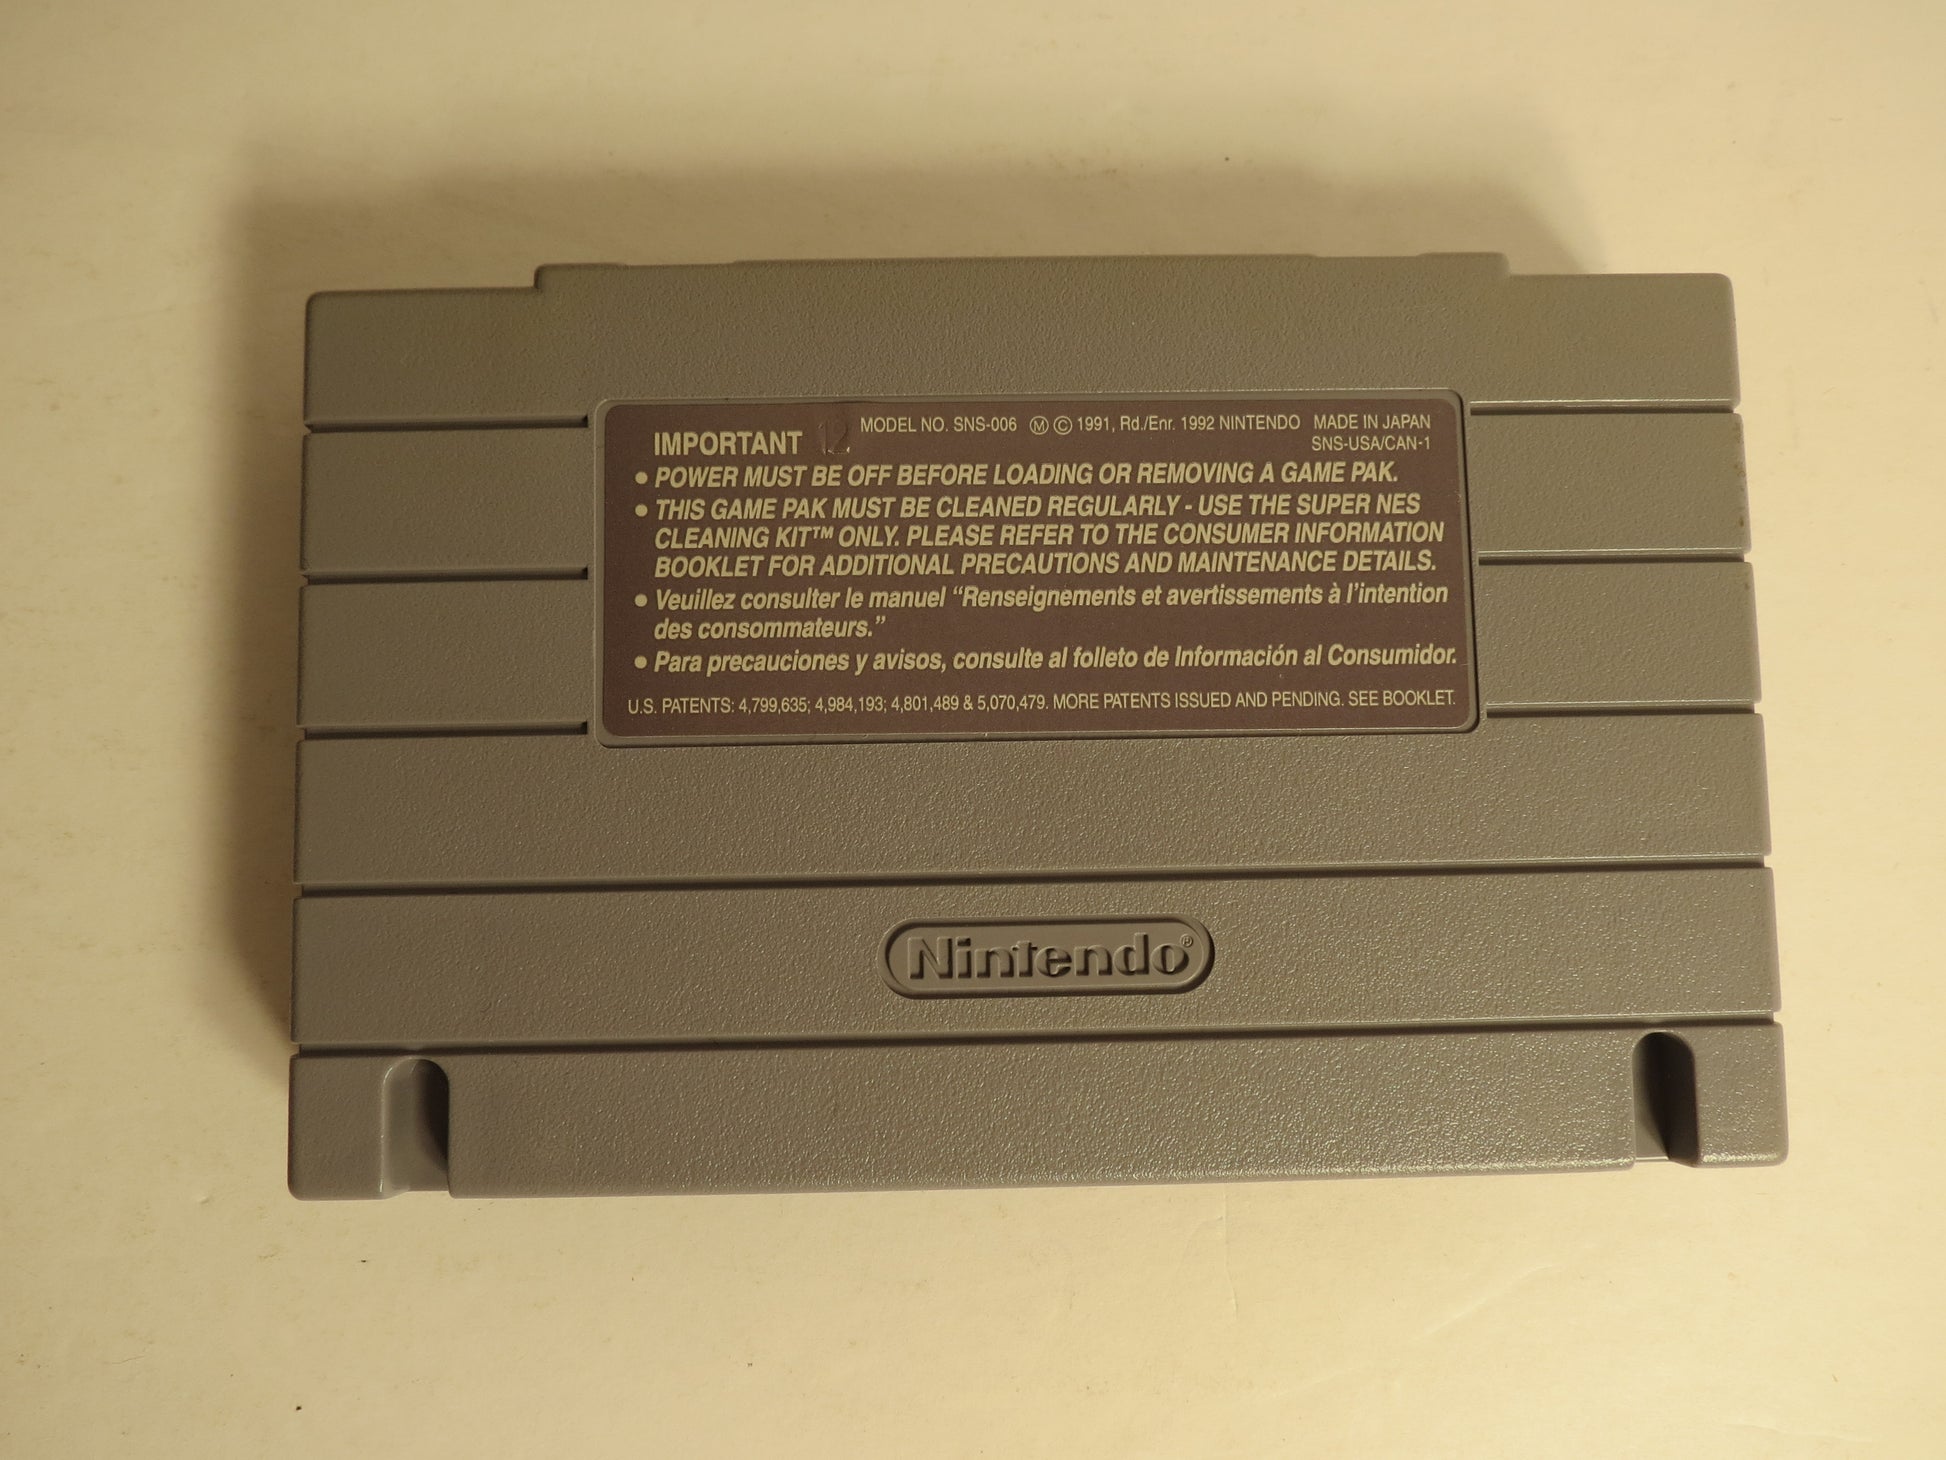 IMPORTANT 12 MODEL NO. SNS-006 Ⓜ © 1991, Rd./Enr. 1992 NINTENDO MADE IN JAPAN
SNS-USA/CAN-1
• POWER MUST BE OFF BEFORE LOADING OR REMOVING A GAME PAK.
• THIS GAME PAK MUST BE CLEANED REGULARLY - USE THE SUPER NES
CLEANING KIT™ ONLY. PLEASE REFER TO THE CONSUMER INFORMATION
BOOKLET FOR ADDITIONAL PRECAUTIONS AND MAINTENANCE DETAILS.
• Veuillez consulter le manuel “Renseignements et avertissements à l’intention
des consommateurs.”
• Para precauciones y avisos, consulte al folleto de Información al Consumidor.
U.S. PATENTS: 4,799,635; 4,984,193; 4,801,489 & 5,070,479. MORE PATENTS ISSUED AND PENDING. SEE BOOKLET.
Nintendo®